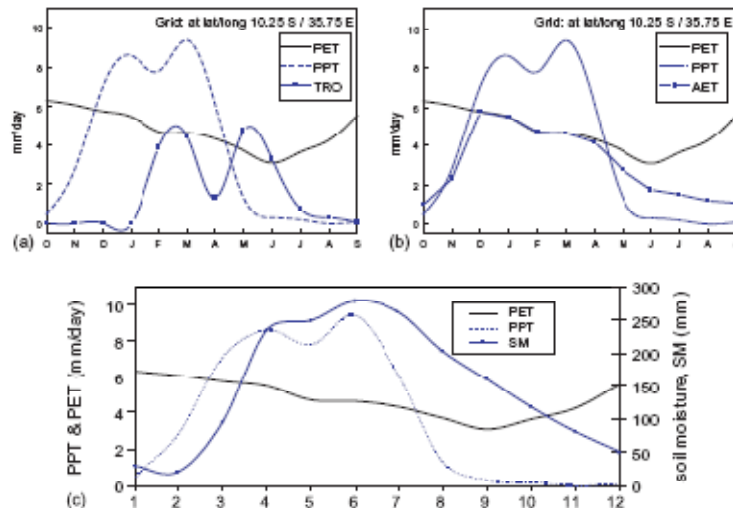 Grid: at lat/long 10.25 S / 35.75 E
PET
PPT
TRO
mm/day
10
8
6
4
2
0
O N D J F M A M J J A S
(a)
Grid: at lat/long 10.25 S / 35.75 E
PET
PPT
AET
mm/day
10
8
6
4
2
0
O N D J F M A M J J A S
(b)
PET
PPT
SM
PPT & PET (mm/day)
10
8
6
4
2
0
soil moisture, SM (mm)
300
250
200
150
100
50
0
1 2 3 4 5 6 7 8 9 10 11 12
(c)